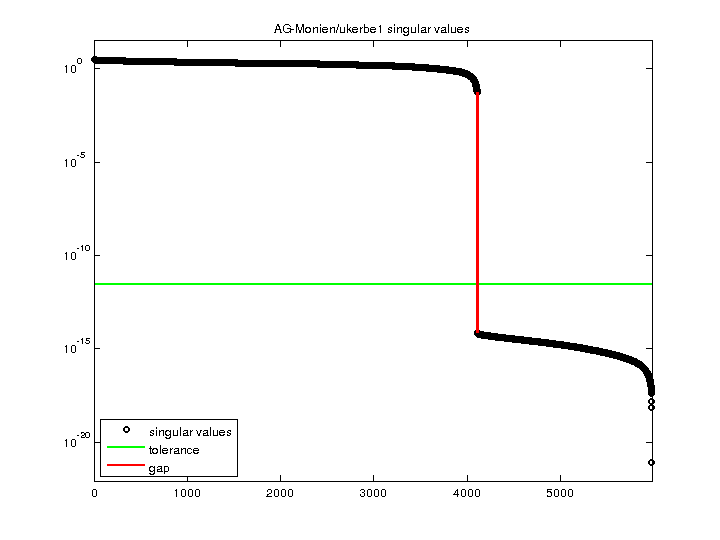 AG-Monien/ukerbe1 singular values
10^0
10^-5
10^-10
10^-15
10^-20
singular values
tolerance
gap
0 1000 2000 3000 4000 5000